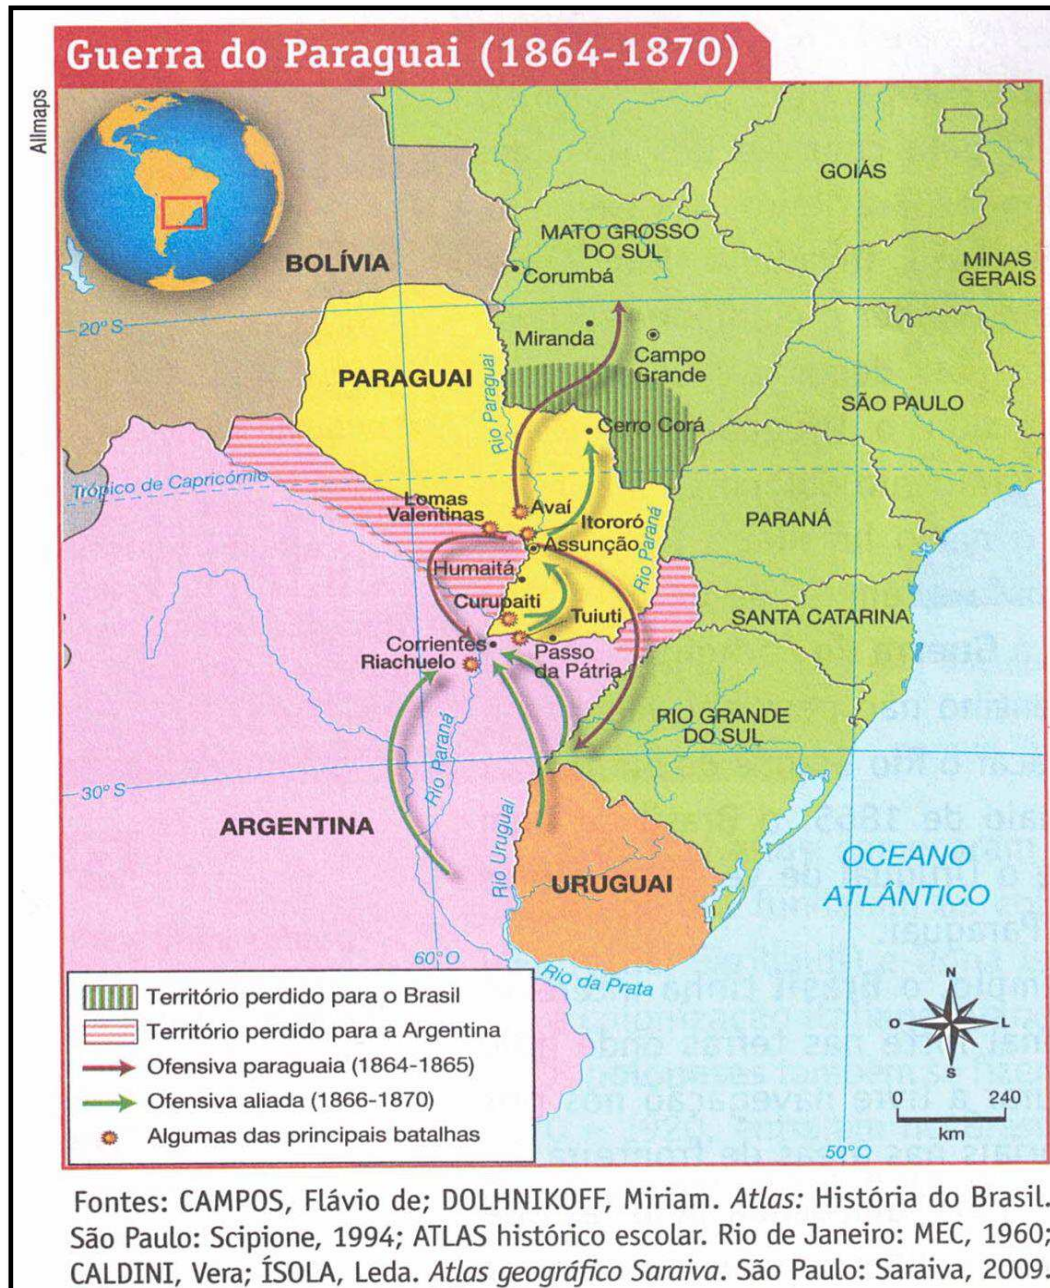 Guerra do Paraguai (1864-1870)
Allmaps
GOIÁS
MATO GROSSO
DO SUL
MINAS
GERAIS
BOLÍVIA
Corumbá
20° S
Miranda
Campo
Grande
PARAGUAI
Rio Paraguai
SÃO PAULO
Cerro Corá
Trópico de Capricórnio
Lomas
Valentinas
Avaí
Itororó
Assunção
Rio Paraná
PARANÁ
Humaitá
Curupaiti
Tuiuti
SANTA CATARINA
Corrientes
Riachuelo
Passo
da Pátria
RIO GRANDE
DO SUL
Rio Paraná
30° S
ARGENTINA
Rio Uruguai
URUGUAI
OCEANO
ATLÂNTICO
60° O
Rio da Prata
Território perdido para o Brasil
Território perdido para a Argentina
Ofensiva paraguaia (1864-1865)
Ofensiva aliada (1866-1870)
Algumas das principais batalhas
N
O
L
S
0 240
km
50° O
Fontes: CAMPOS, Flávio de; DOLHNIKOFF, Miriam. Atlas: História do Brasil.
São Paulo: Scipione, 1994; ATLAS histórico escolar. Rio de Janeiro: MEC, 1960;
CALDINI, Vera; ÍSOLA, Leda. Atlas geográfico Saraiva. São Paulo: Saraiva, 2009.